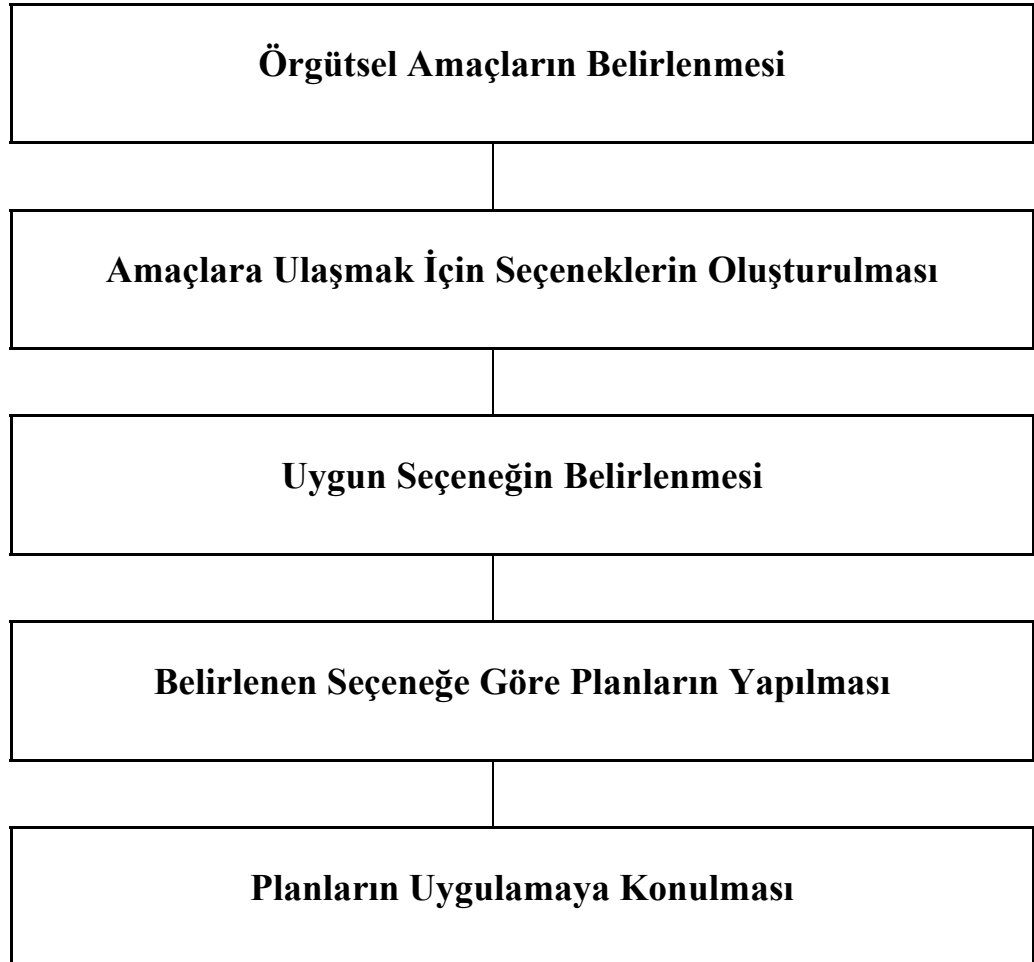 Örgütsel Amaçların Belirlenmesi
Amaçlara Ulaşmak İçin Seçeneklerin Oluşturulması
Uygun Seçeneğin Belirlenmesi
Belirlenen Seçeneğe Göre Planların Yapılması
Planların Uygulamaya Konulması